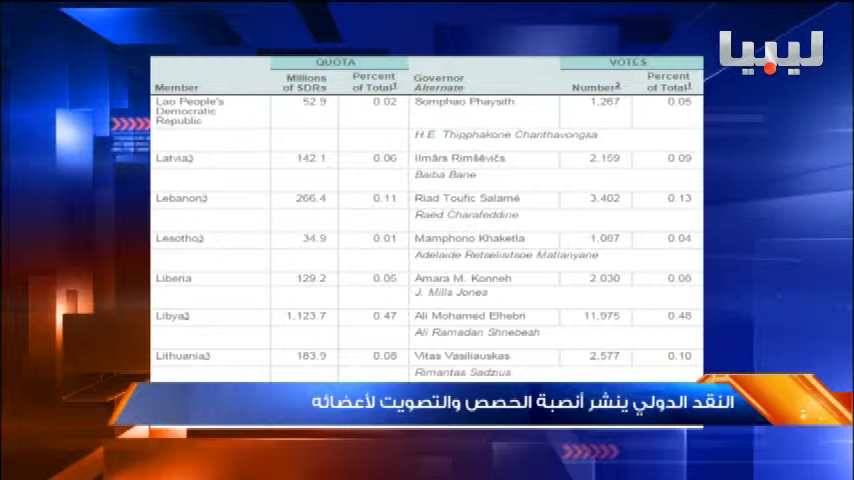 ليبيا
QUOTA VOTES
Member Millions of SDRs Percent of Total1 Governor Alternate Number2 Percent of Total1
Lao People's Democratic Republic 52.9 0.02 Somphao Phaysith 1,267 0.05
H.E. Thipphakone Chanthavongsa
Latvia3 142.1 0.06 Ilmārs Rimšēvičs 2,159 0.09
Baiba Bane
Lebanon3 266.4 0.11 Riad Toufic Salamé 3,402 0.13
Raed Charafeddine
Lesotho3 34.9 0.01 Mamphono Khaketla 1,087 0.04
Adelaide Retselisitsoe Matlanyane
Liberia 129.2 0.05 Amara M. Konneh 2,030 0.08
J. Mills Jones
Libya3 1,123.7 0.47 Ali Mohamed Elhebri 11,975 0.48
Ali Ramadan Shnebesh
Lithuania3 183.9 0.08 Vitas Vasiliauskas 2,577 0.10
Rimantas Sadzius
النقد الدولي ينشر أنصبة الحصص والتصويت لأعضائه